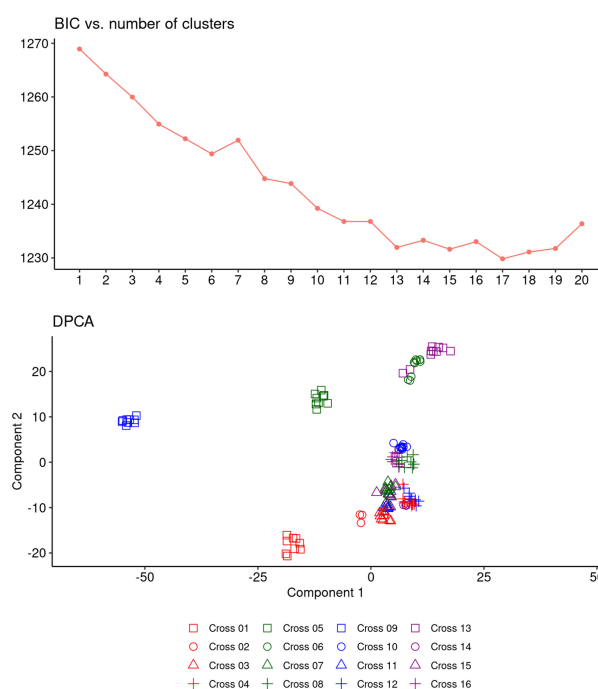 BIC vs. number of clusters
1270
1260
1250
1240
1230
1 2 3 4 5 6 7 8 9 10 11 12 13 14 15 16 17 18 19 20
DPCA
20
10
0
-10
-20
Component 2
-50 -25 0 25 50
Component 1
Cross 01 Cross 05 Cross 09 Cross 13
Cross 02 Cross 06 Cross 10 Cross 14
Cross 03 Cross 07 Cross 11 Cross 15
Cross 04 Cross 08 Cross 12 Cross 16